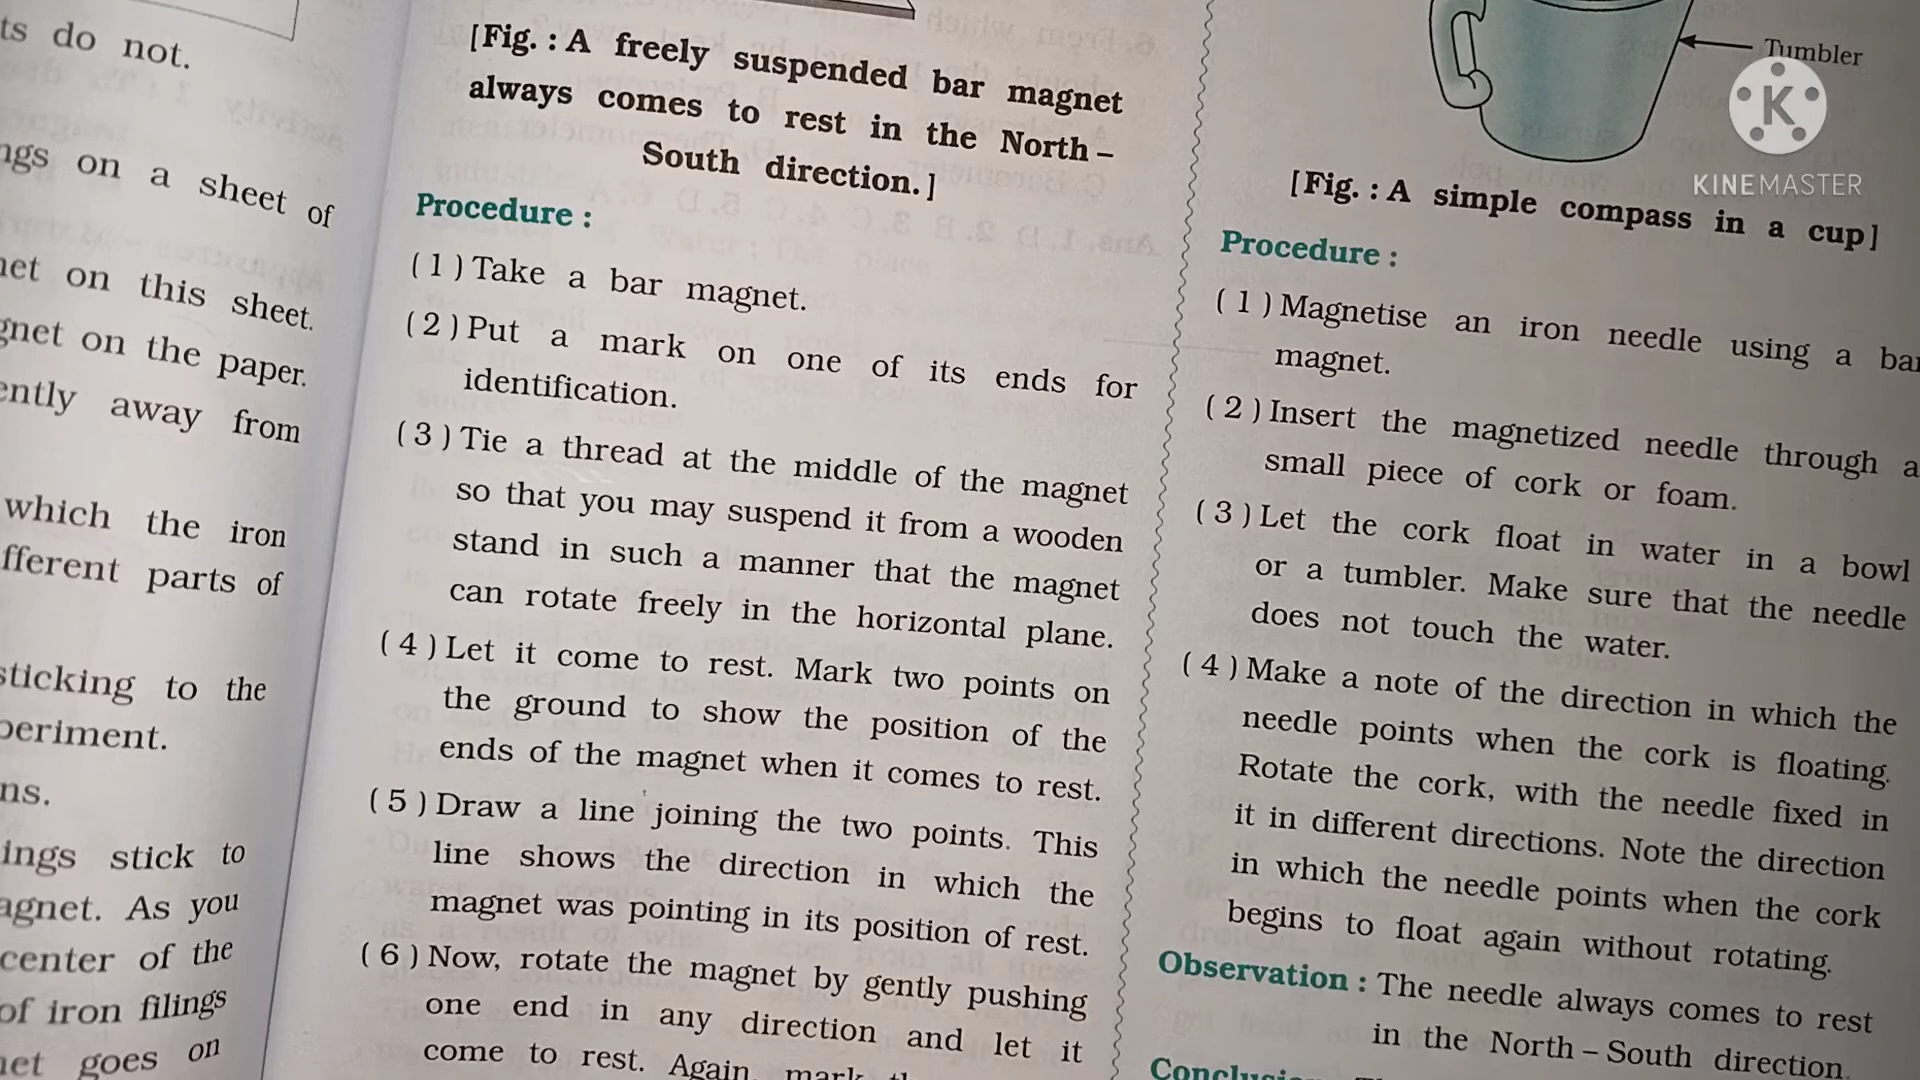 ts do not.
on a sheet of
on this sheet.
on the paper.
away from
which the iron
parts of
sticking to the
ns.
stick to
As you
center of the
of iron filings
goes on
[Fig. : A freely suspended bar magnet
always comes to rest in the North –
South direction.]
Procedure :
( 1 ) Take a bar magnet.
( 2 ) Put a mark on one of its ends for
identification.
( 3 ) Tie a thread at the middle of the magnet
so that you may suspend it from a wooden
stand in such a manner that the magnet
can rotate freely in the horizontal plane.
( 4 ) Let it come to rest. Mark two points on
the ground to show the position of the
ends of the magnet when it comes to rest.
( 5 ) Draw a line joining the two points. This
line shows the direction in which the
magnet was pointing in its position of rest.
( 6 ) Now, rotate the magnet by gently pushing
one end in any direction and let it
come to rest. Again, mark
Tumbler
KINEMASTER
[Fig. : A simple compass in a cup]
Procedure :
( 1 ) Magnetise an iron needle using a bar
magnet.
( 2 ) Insert the magnetized needle through a
small piece of cork or foam.
( 3 ) Let the cork float in water in a bowl
or a tumbler. Make sure that the needle
does not touch the water.
( 4 ) Make a note of the direction in which the
needle points when the cork is floating.
Rotate the cork, with the needle fixed in
it in different directions. Note the direction
in which the needle points when the cork
begins to float again without rotating.
Observation : The needle always comes to rest
in the North – South direction.